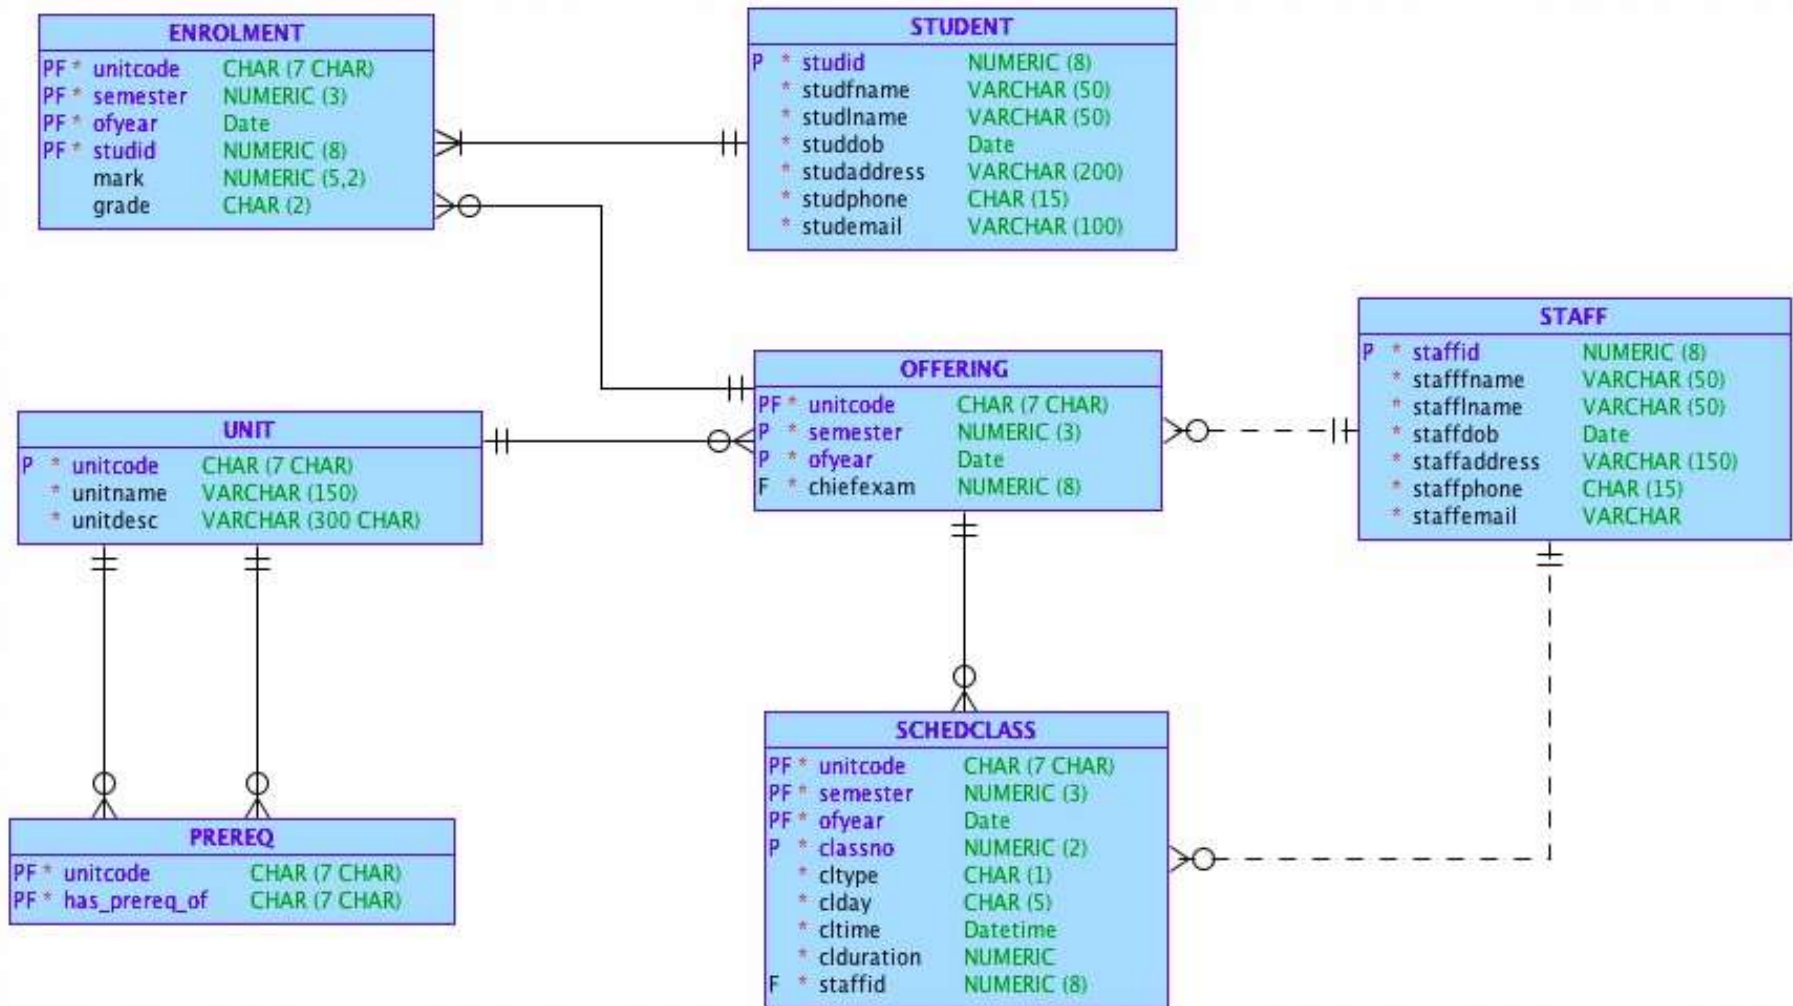 ENROLMENT
PF * unitcode CHAR (7 CHAR)
PF * semester NUMERIC (3)
PF * ofyear Date
PF * studid NUMERIC (8)
mark NUMERIC (5,2)
grade CHAR (2)
STUDENT
P * studid NUMERIC (8)
* studfname VARCHAR (50)
* studlname VARCHAR (50)
* studdob Date
* studaddress VARCHAR (200)
* studphone CHAR (15)
* studemail VARCHAR (100)
STAFF
P * staffid NUMERIC (8)
* stafffname VARCHAR (50)
* stafflname VARCHAR (50)
* staffdob Date
* staffaddress VARCHAR (150)
* staffphone CHAR (15)
* staffemail VARCHAR
OFFERING
PF * unitcode CHAR (7 CHAR)
P * semester NUMERIC (3)
P * ofyear Date
F * chiefexam NUMERIC (8)
UNIT
P * unitcode CHAR (7 CHAR)
* unitname VARCHAR (150)
* unitdesc VARCHAR (300 CHAR)
SCHEDCLASS
PF * unitcode CHAR (7 CHAR)
PF * semester NUMERIC (3)
PF * ofyear Date
P * classno NUMERIC (2)
* cltype CHAR (1)
* clday CHAR (5)
* cltime Datetime
* clduration NUMERIC
F * staffid NUMERIC (8)
PREREQ
PF * unitcode CHAR (7 CHAR)
PF * has_prereq_of CHAR (7 CHAR)